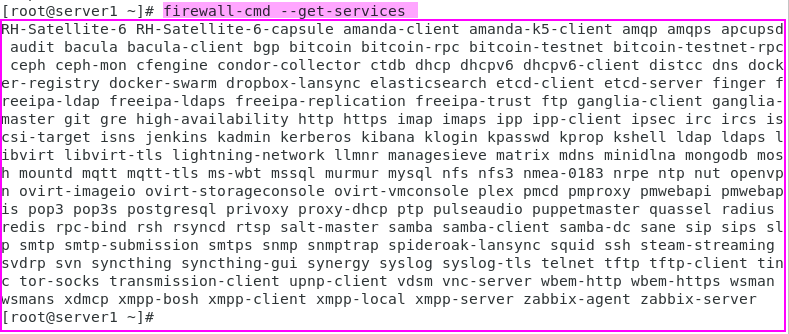 [root@server1 ~]# firewall-cmd --get-services
RH-Satellite-6 RH-Satellite-6-capsule amanda-client amanda-k5-client amqp amqps apcupsd
 audit bacula bacula-client bgp bitcoin bitcoin-rpc bitcoin-testnet bitcoin-testnet-rpc
 ceph ceph-mon cfengine condor-collector ctdb dhcp dhcpv6 dhcpv6-client distcc dns dock
er-registry docker-swarm dropbox-lansync elasticsearch etcd-client etcd-server finger f
reeipa-ldap freeipa-ldaps freeipa-replication freeipa-trust ftp ganglia-client ganglia-
master git gre high-availability http https imap imaps ipp ipp-client ipsec irc ircs is
csi-target isns jenkins kadmin kerberos kibana klogin kpasswd kprop kshell ldap ldaps l
ibvirt libvirt-tls lightning-network llmnr managesieve matrix mdns minidlna mongodb mos
h mountd mqtt mqtt-tls ms-wbt mssql murmur mysql nfs nfs3 nmea-0183 nrpe ntp nut openvp
n ovirt-imageio ovirt-storageconsole ovirt-vmconsole plex pmcd pmproxy pmwebapi pmwebap
is pop3 pop3s postgresql privoxy proxy-dhcp ptp pulseaudio puppetmaster quassel radius
redis rpc-bind rsh rsyncd rtsp salt-master samba samba-client samba-dc sane sip sips sl
p smtp smtp-submission smtps snmp snmptrap spideroak-lansync squid ssh steam-streaming
svdrp svn syncthing syncthing-gui synergy syslog syslog-tls telnet tftp tftp-client tin
c tor-socks transmission-client upnp-client vdsm vnc-server wbem-http wbem-https wsman
wsmans xdmcp xmpp-bosh xmpp-client xmpp-local xmpp-server zabbix-agent zabbix-server
[root@server1 ~]#